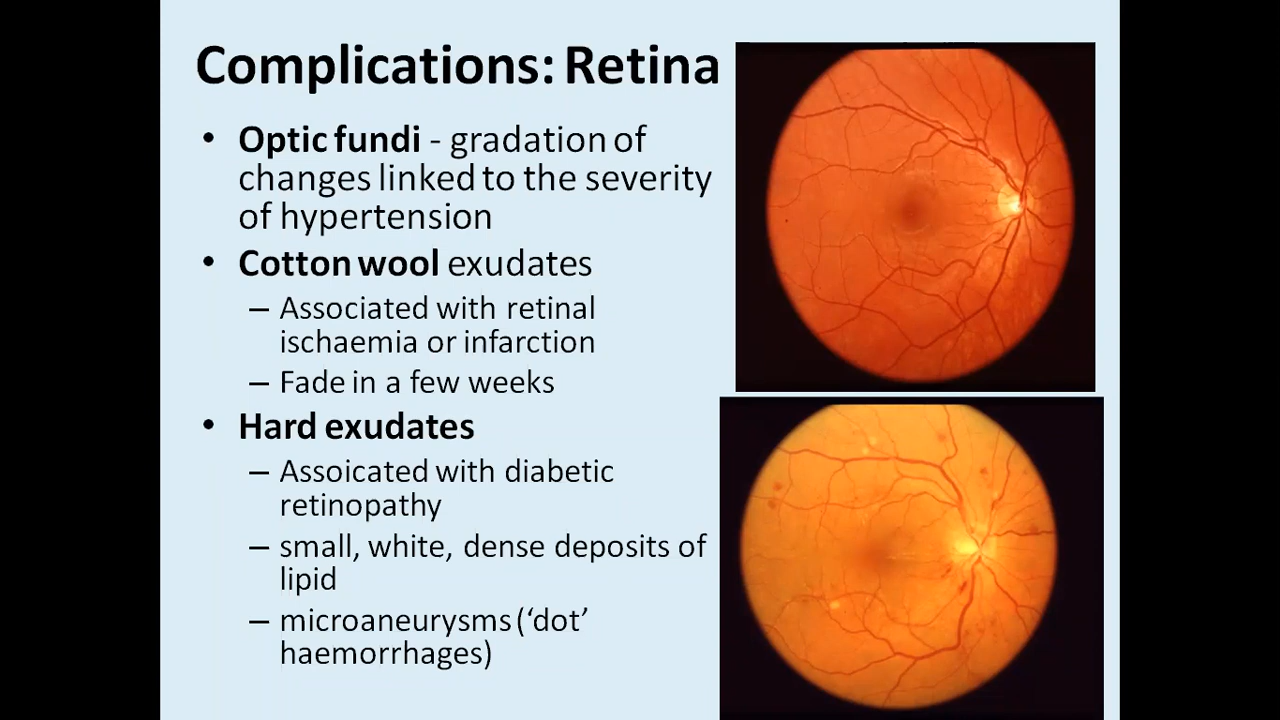 Complications: Retina
• Optic fundi - gradation of
changes linked to the severity
of hypertension
• Cotton wool exudates
– Associated with retinal
ischaemia or infarction
– Fade in a few weeks
• Hard exudates
– Assoicated with diabetic
retinopathy
– small, white, dense deposits of
lipid
– microaneurysms (‘dot’
haemorrhages)